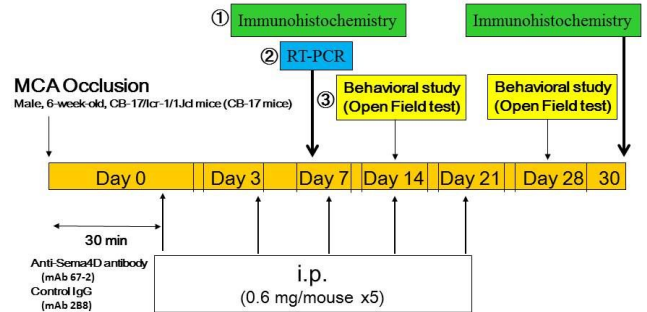 ① Immunohistochemistry
Immunohistochemistry
② RT-PCR
MCA Occlusion
Male, 6-week-old, CB-17/Icr-1/1Jcl mice (CB-17 mice)
③ Behavioral study
(Open Field test)
Behavioral study
(Open Field test)
Day 0 Day 3 Day 7 Day 14 Day 21 Day 28 30
30 min
Anti-Sema4D antibody
(mAb 67-2)
Control IgG
(mAb 2B8)
i.p.
(0.6 mg/mouse x5)